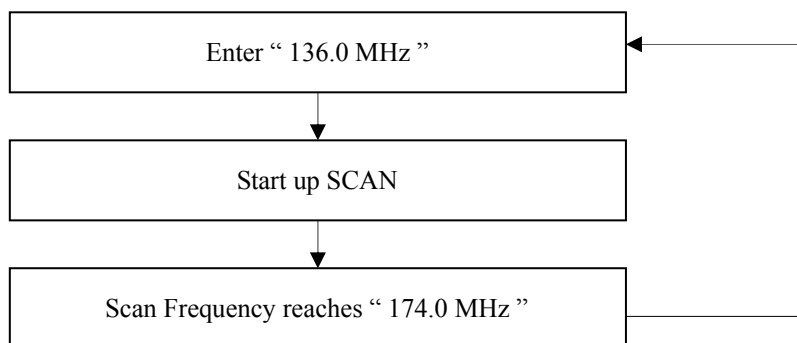 Enter “ 136.0 MHz ”
Start up SCAN
Scan Frequency reaches “ 174.0 MHz ”